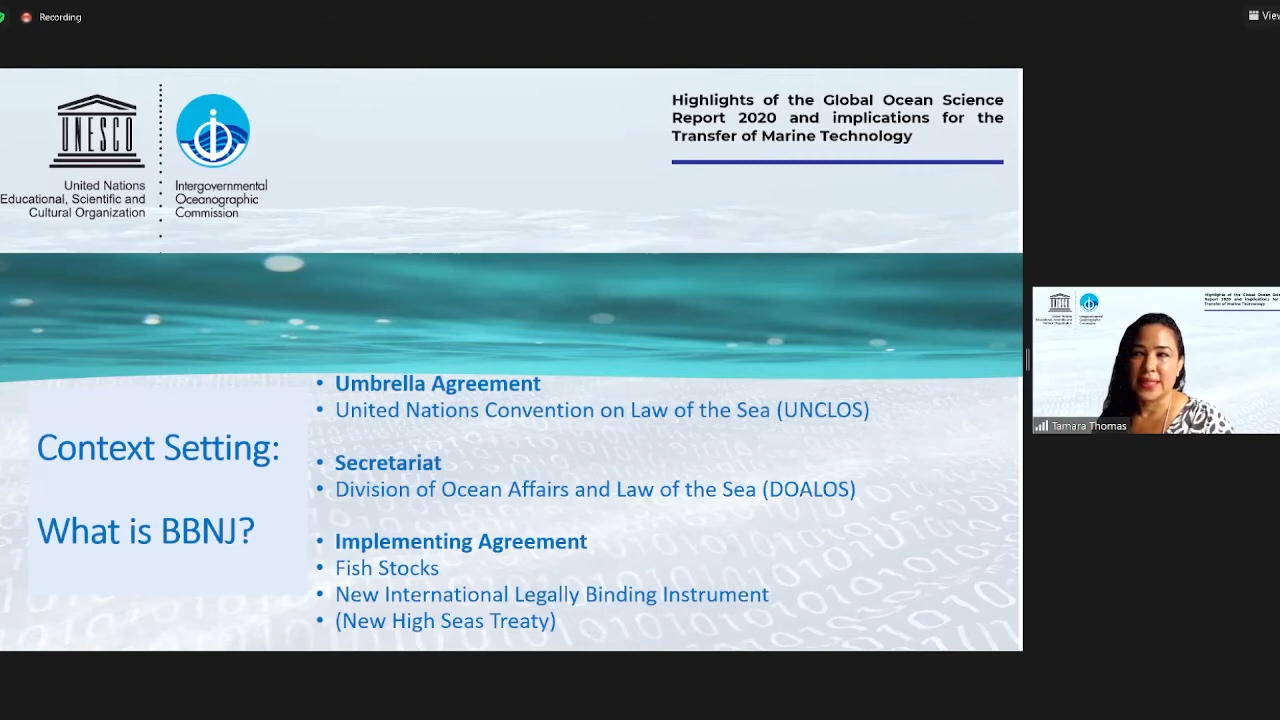 Recording
View
UNESCO
United Nations
Educational, Scientific and
Cultural Organization
Intergovernmental
Oceanographic
Commission
Highlights of the Global Ocean Science
Report 2020 and implications for the
Transfer of Marine Technology
Context Setting:
What is BBNJ?
• Umbrella Agreement
• United Nations Convention on Law of the Sea (UNCLOS)
• Secretariat
• Division of Ocean Affairs and Law of the Sea (DOALOS)
• Implementing Agreement
• Fish Stocks
• New International Legally Binding Instrument
• (New High Seas Treaty)
Tamara Thomas